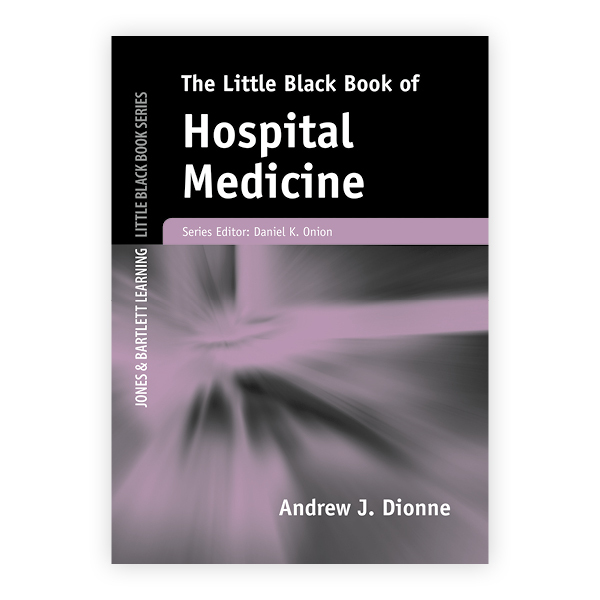 The Little Black Book of
Hospital
Medicine
Series Editor: Daniel K. Onion
JONES & BARTLETT LEARNING LITTLE BLACK BOOK SERIES
Andrew J. Dionne